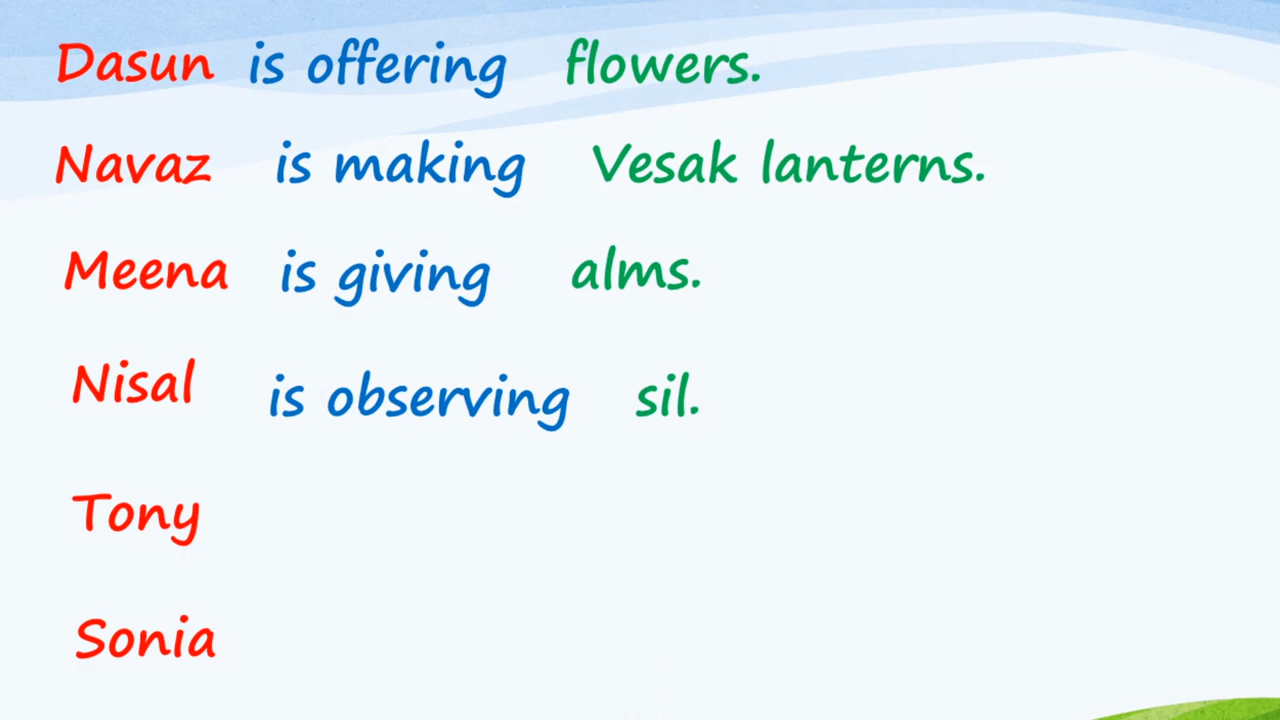 Dasun is offering flowers.
Navaz is making Vesak lanterns.
Meena is giving alms.
Nisal is observing sil.
Tony
Sonia